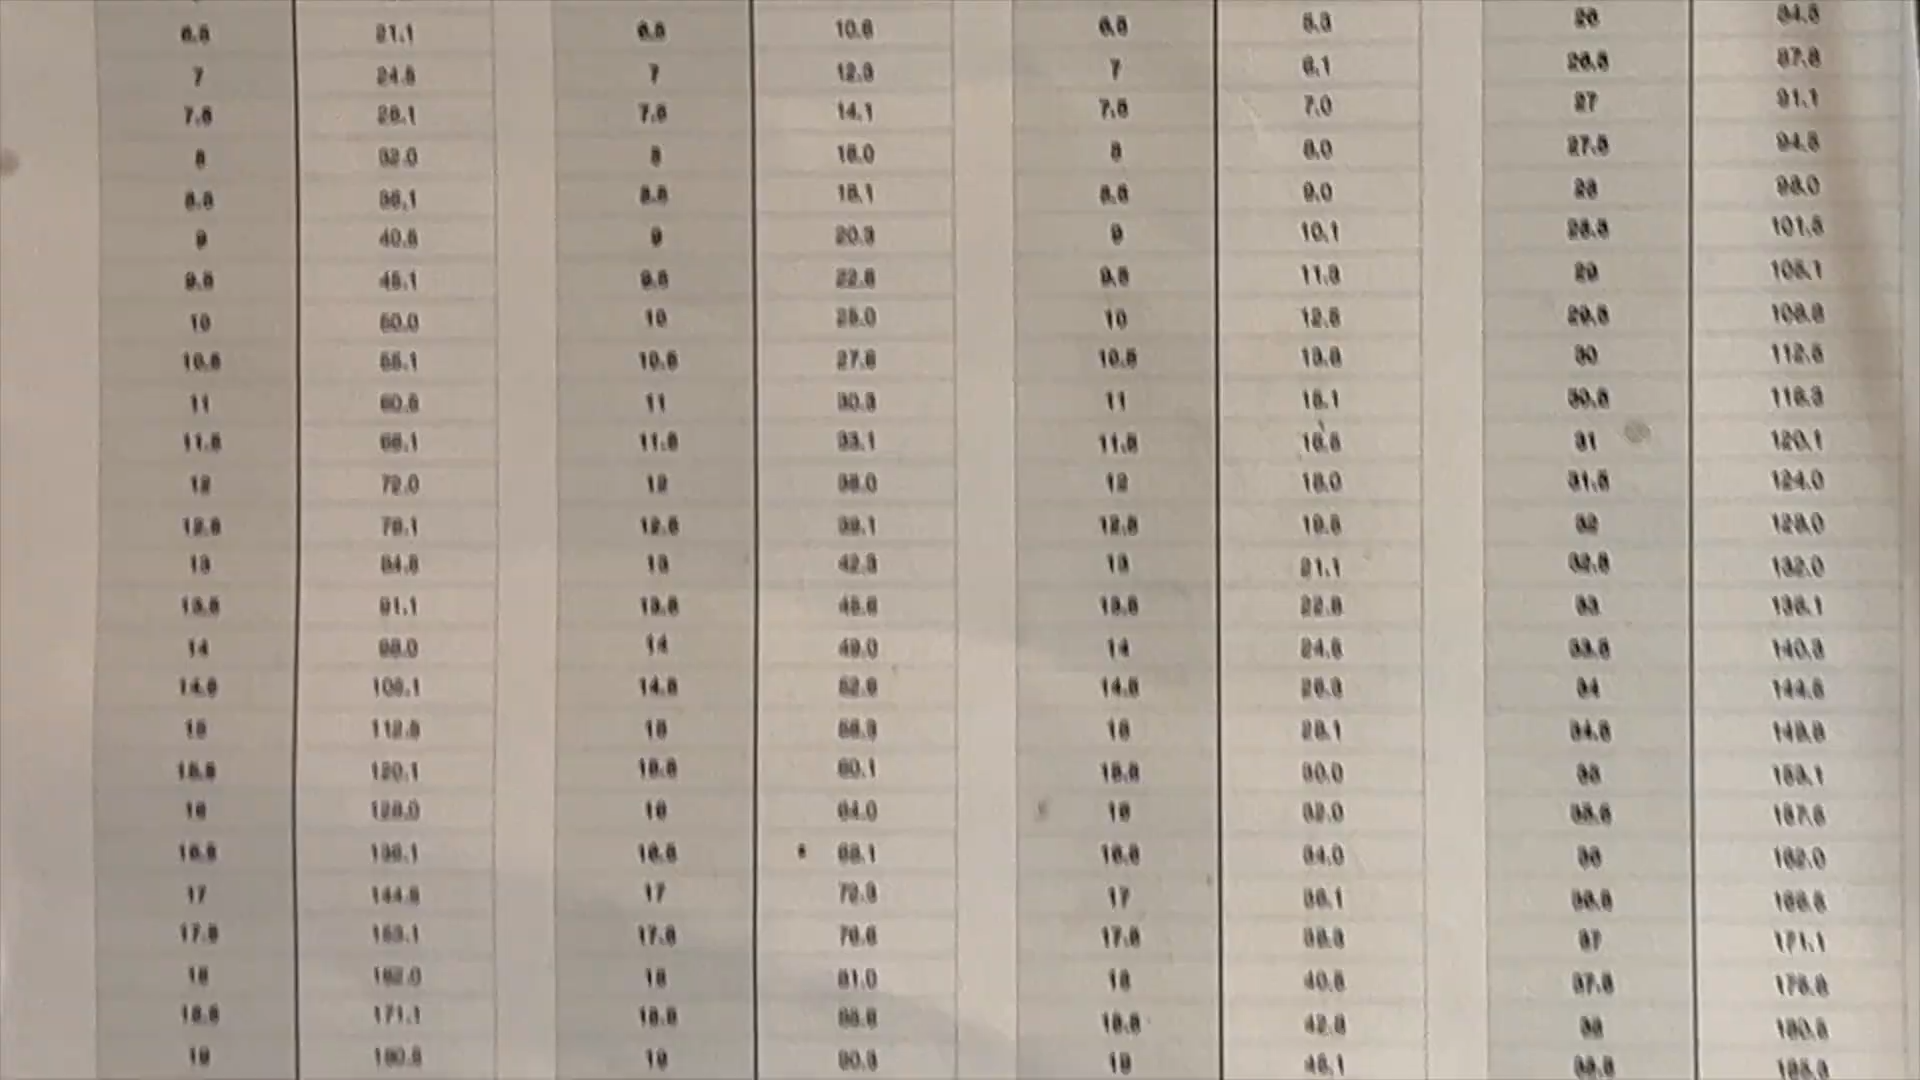 6.5 21.1 6.5 10.6 6.5 5.3 26 84.5
7 24.5 7 12.3 7 6.1 26.5 87.8
7.5 28.1 7.5 14.1 7.5 7.0 27 91.1
8 32.0 8 16.0 8 8.0 27.5 94.5
8.5 36.1 8.5 18.1 8.5 9.0 28 98.0
9 40.5 9 20.3 9 10.1 28.5 101.5
9.5 45.1 9.5 22.6 9.5 11.3 29 105.1
10 50.0 10 25.0 10 12.5 29.5 108.8
10.5 55.1 10.5 27.6 10.5 13.8 30 112.5
11 60.5 11 30.3 11 15.1 30.5 116.3
11.5 66.1 11.5 33.1 11.5 16.5 31 120.1
12 72.0 12 36.0 12 18.0 31.5 124.0
12.5 78.1 12.5 39.1 12.5 19.5 32 128.0
13 84.5 13 42.3 13 21.1 32.5 132.0
13.5 91.1 13.5 45.6 13.5 22.8 33 136.1
14 98.0 14 49.0 14 24.5 33.5 140.3
14.5 105.1 14.5 52.6 14.5 26.3 34 144.5
15 112.5 15 56.3 15 28.1 34.5 148.8
15.5 120.1 15.5 60.1 15.5 30.0 35 153.1
16 128.0 16 64.0 16 32.0 35.5 157.5
16.5 136.1 16.5 68.1 16.5 34.0 36 162.0
17 144.5 17 72.3 17 36.1 36.5 166.5
17.5 153.1 17.5 76.6 17.5 38.3 37 171.1
18 162.0 18 81.0 18 40.5 37.5 175.8
18.5 171.1 18.5 85.6 18.5 42.8 38 180.5
19 180.5 19 90.3 19 45.1 38.5 185.3